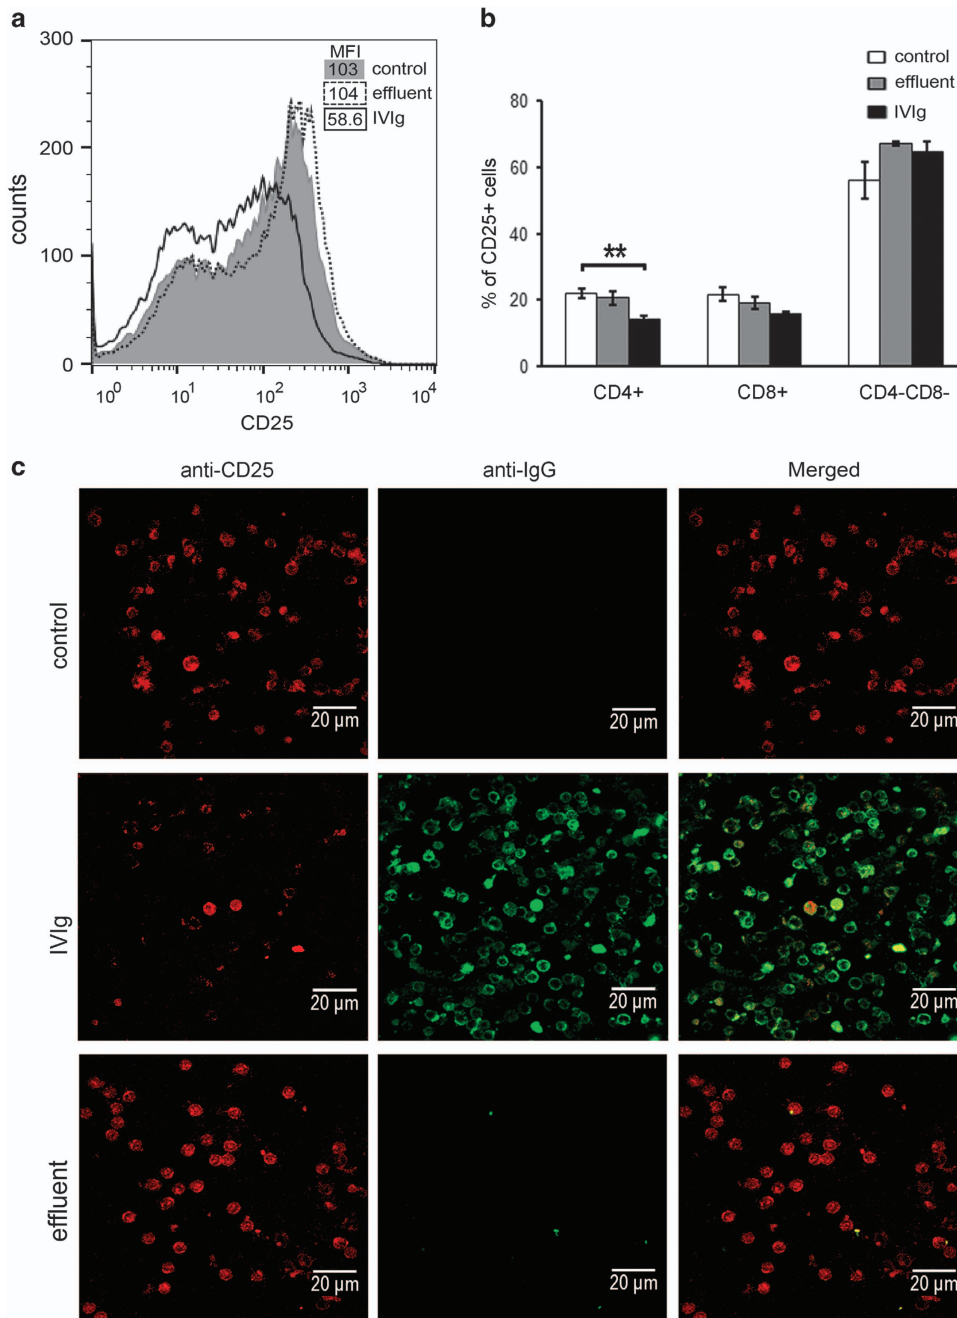 a
300
200
100
0
counts
10^0 10^1 10^2 10^3 10^4
CD25
MFI
103 control
104 effluent
58.6 IVIg
b
control
effluent
IVIg
80
60
40
20
0
% of CD25+ cells
**
CD4+ CD8+ CD4-CD8-
c
anti-CD25 anti-IgG Merged
control
20 µm 20 µm 20 µm
IVIg
20 µm 20 µm 20 µm
effluent
20 µm 20 µm 20 µm